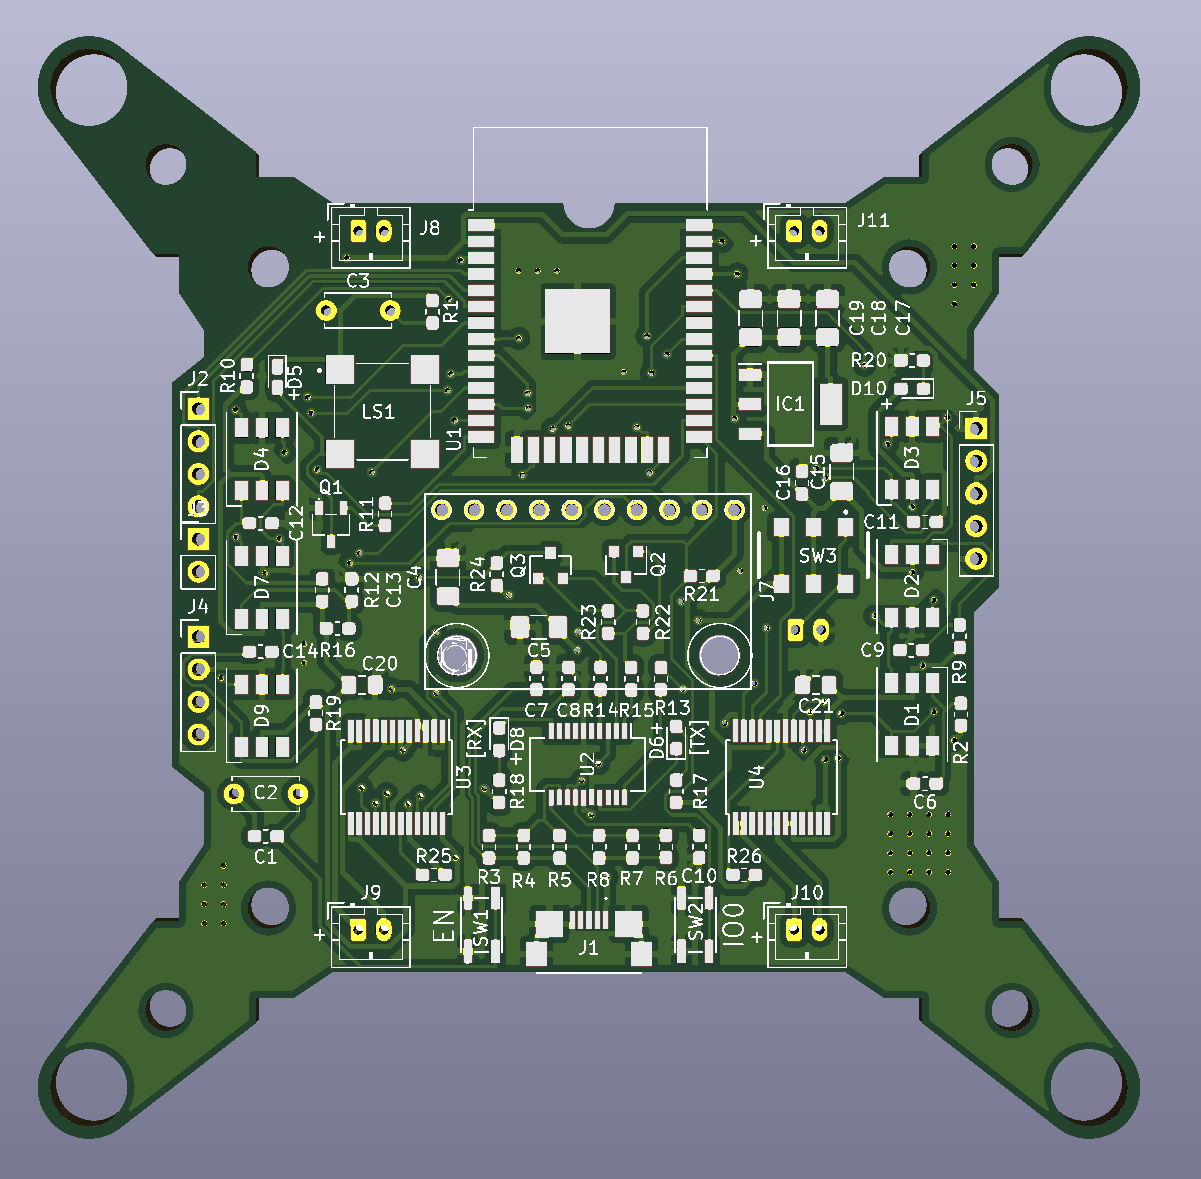 J8
J11
+
+
C3
R1
C19
C18
C17
R20
R10
D5
+
D10
J2
+
J5
LS1
IC1
U1
D4
D3
C16
C15
Q1
R11
C12
C11
SW3
Q3
Q2
C4
R24
D7
R12
C13
R21
J7
D2
J4
R23
R22
R16
C14
C5
C9
R9
C20
C7
C8
R14
R15
R13
C21
D9
R19
[RX]
+D8
D6+
[TX]
D1
R2
U3
U2
U4
C2
R18
R17
C6
C1
R25
R3
R4
R5
R8
R7
R6
C10
R26
J9
EN
SW1
J1
SW2
IO0
J10
+
+